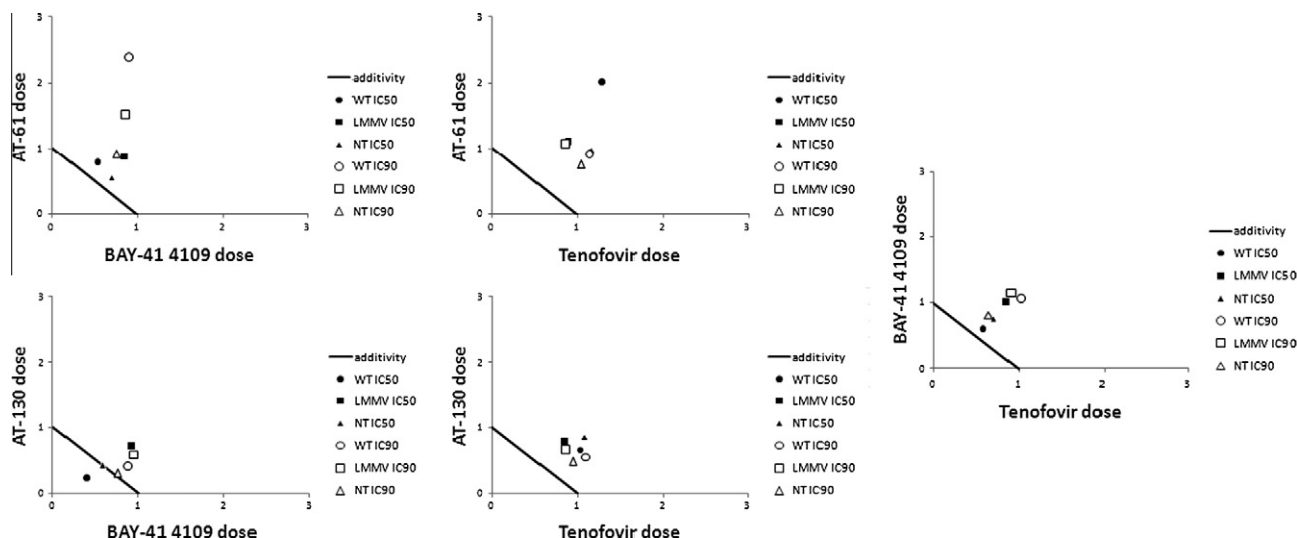 3
2
1
0
AT-61 dose
0
1
2
3
BAY-41 4109 dose
additivity
WT IC50
LMMV IC50
NT IC50
WT IC90
LMMV IC90
NT IC90
3
2
1
0
AT-61 dose
0
1
2
3
Tenofovir dose
additivity
WT IC50
LMMV IC50
NT IC50
WT IC90
LMMV IC90
NT IC90
3
2
1
0
BAY-41 4109 dose
0
1
2
3
Tenofovir dose
additivity
WT IC50
LMMV IC50
NT IC50
WT IC90
LMMV IC90
NT IC90
3
2
1
0
AT-130 dose
0
1
2
3
BAY-41 4109 dose
additivity
WT IC50
LMMV IC50
NT IC50
WT IC90
LMMV IC90
NT IC90
3
2
1
0
AT-130 dose
0
1
2
3
Tenofovir dose
additivity
WT IC50
LMMV IC50
NT IC50
WT IC90
LMMV IC90
NT IC90